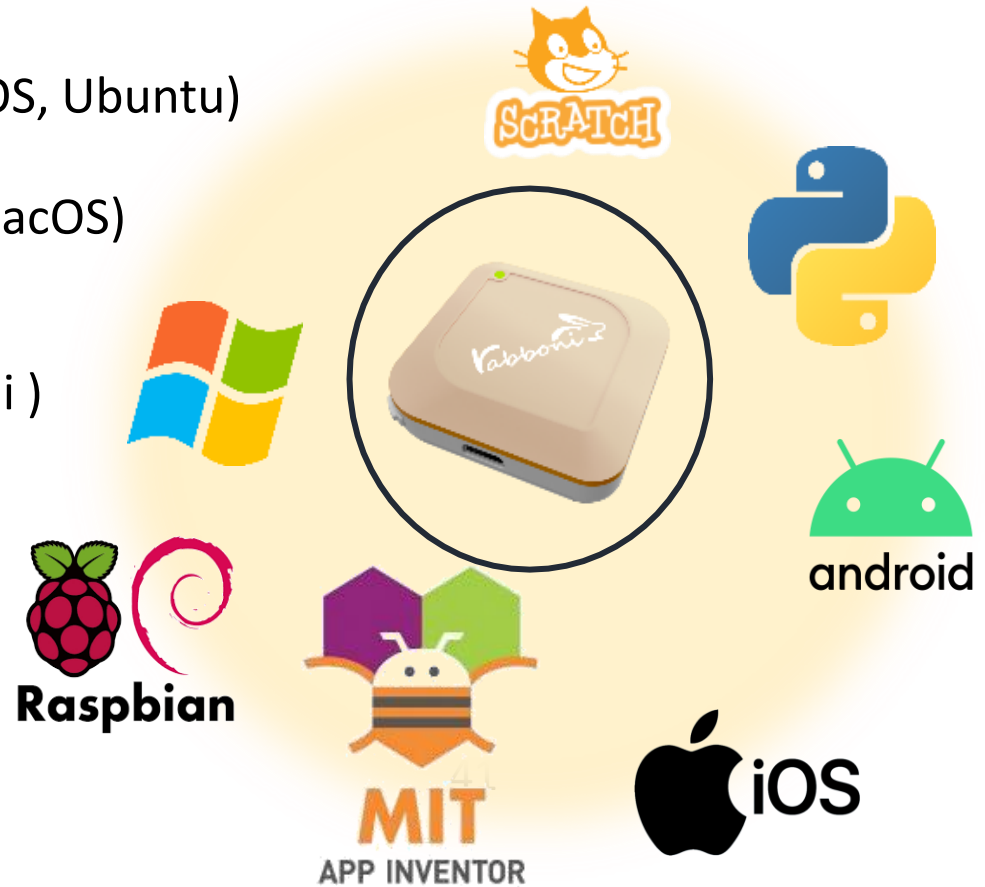 OS, Ubuntu)
acOS)
i )
SCRATCH
rabboni
android
Raspbian
MIT
APP INVENTOR
iOS